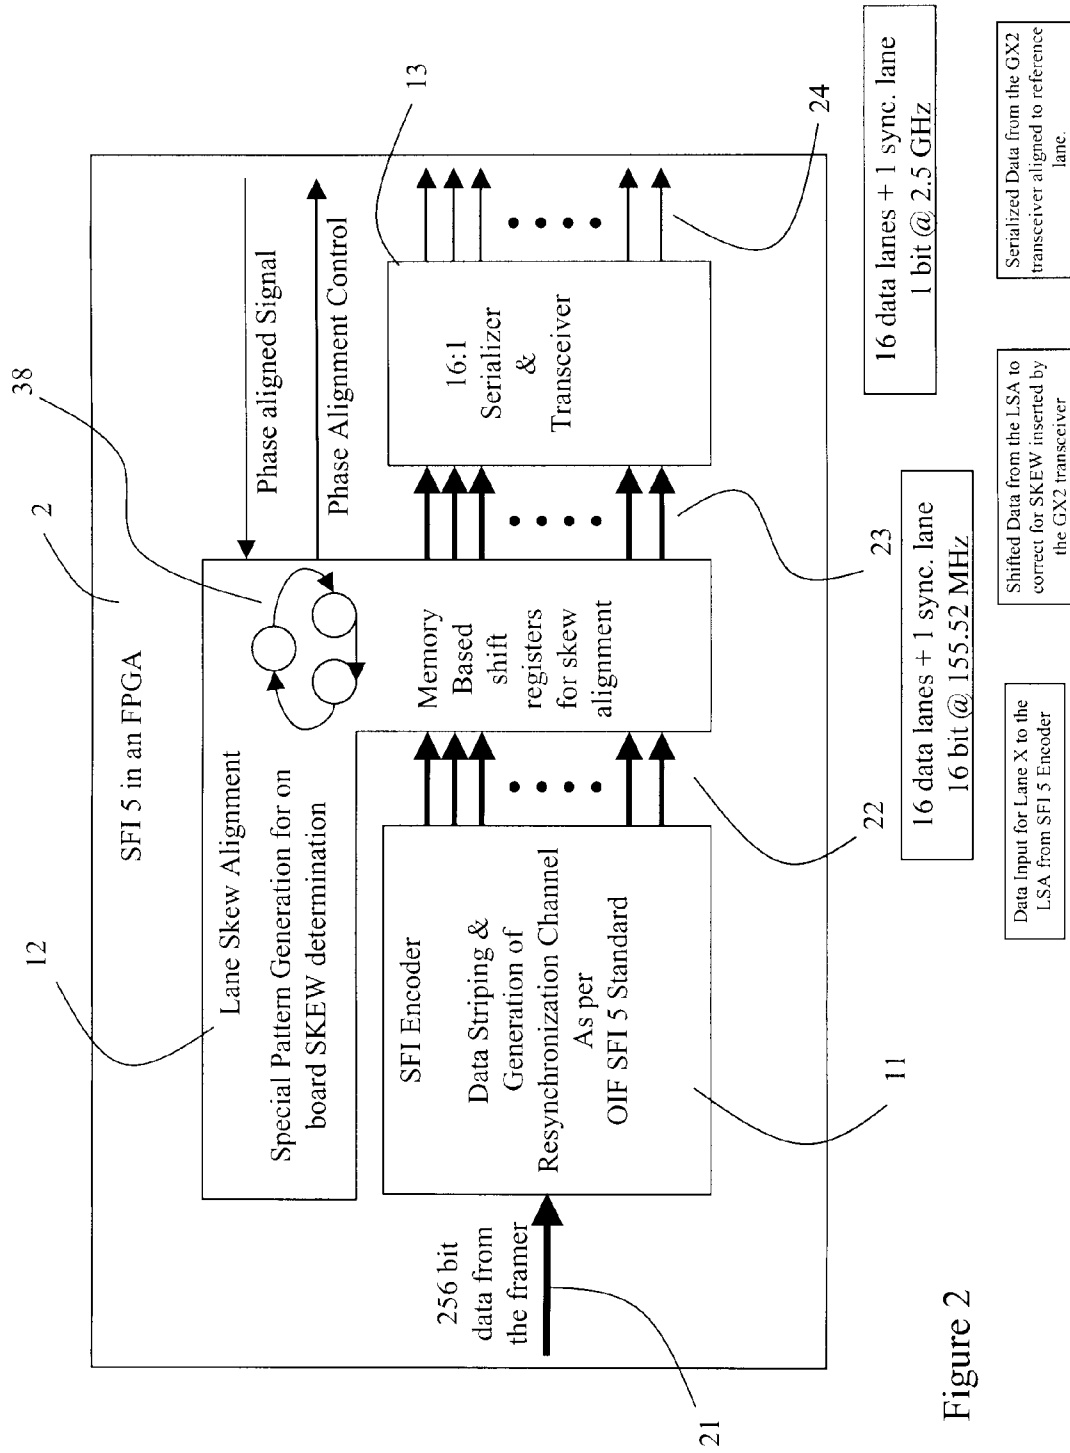 SFI 5 in an FPGA
2
12
38
13
Lane Skew Alignment
Special Pattern Generation for on
board SKEW determination
Phase aligned Signal
Phase Alignment Control
256 bit
data from
the framer
21
SFI Encoder
Data Striping &
Generation of
Resychronization Channel
As per
OIF SFI 5 Standard
11
Memory
Based
shift
registers
for skew
alignment
22
16:1
Serializer
&
Transceiver
23
24
16 data lanes + 1 sync. lane
16 bit @ 155.52 MHz
16 data lanes + 1 sync. lane
1 bit @ 2.5 GHz
Data Input for Lane X to the
LSA from SFI 5 Encoder
Shifted Data from the LSA to
correct for SKEW inserted by
the GX2 transceiver
Serialized Data from the GX2
transceiver aligned to reference
lane.
Figure 2